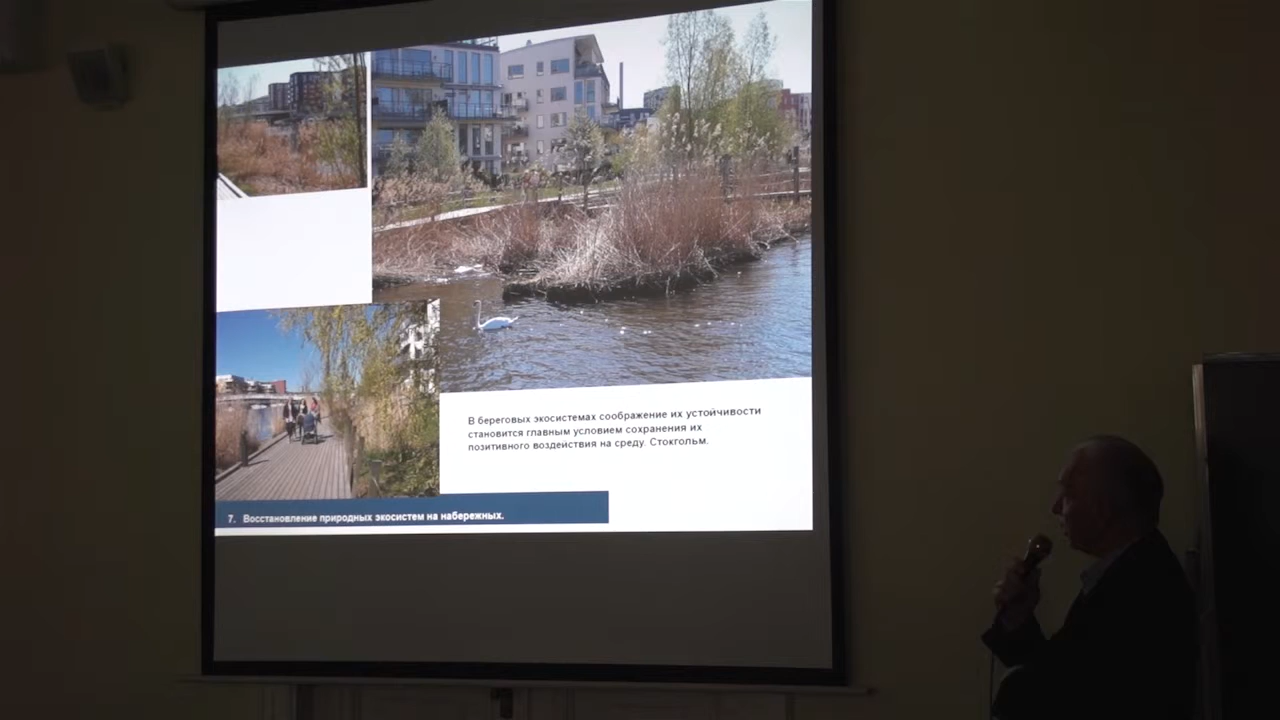 В береговых экосистемах соображение их устойчивости
становится главным условием сохранения их
позитивного воздействия на среду. Стокгольм.
7. Восстановление природных экосистем на набережных.